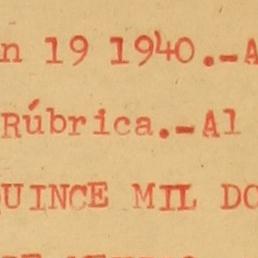 n 19 1940.-A
Rúbrica.-Al
QUINCE MIL DO